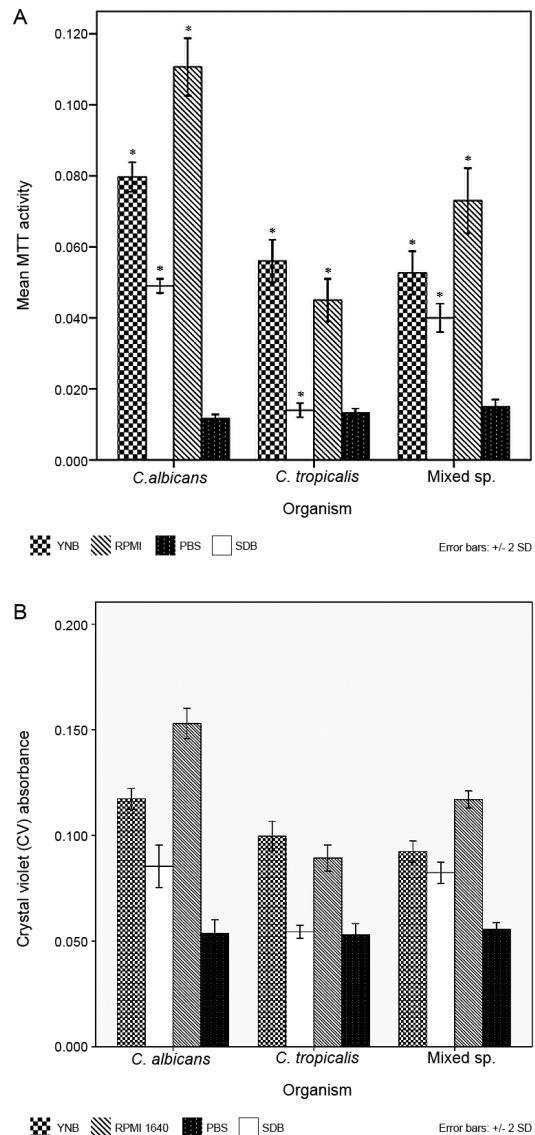 A
0.120
0.100
0.080
0.060
0.040
0.020
0.000
Mean MTT activity
* * * * * * * * *
C.albicans C. tropicalis Mixed sp.
Organism
YNB RPMI PBS SDB Error bars: +/- 2 SD
B
0.200
0.150
0.100
0.050
0.000
Crystal violet (CV) absorbance
C. albicans C. tropicalis Mixed sp.
Organism
YNB RPMI 1640 PBS SDB Error bars: +/- 2 SD